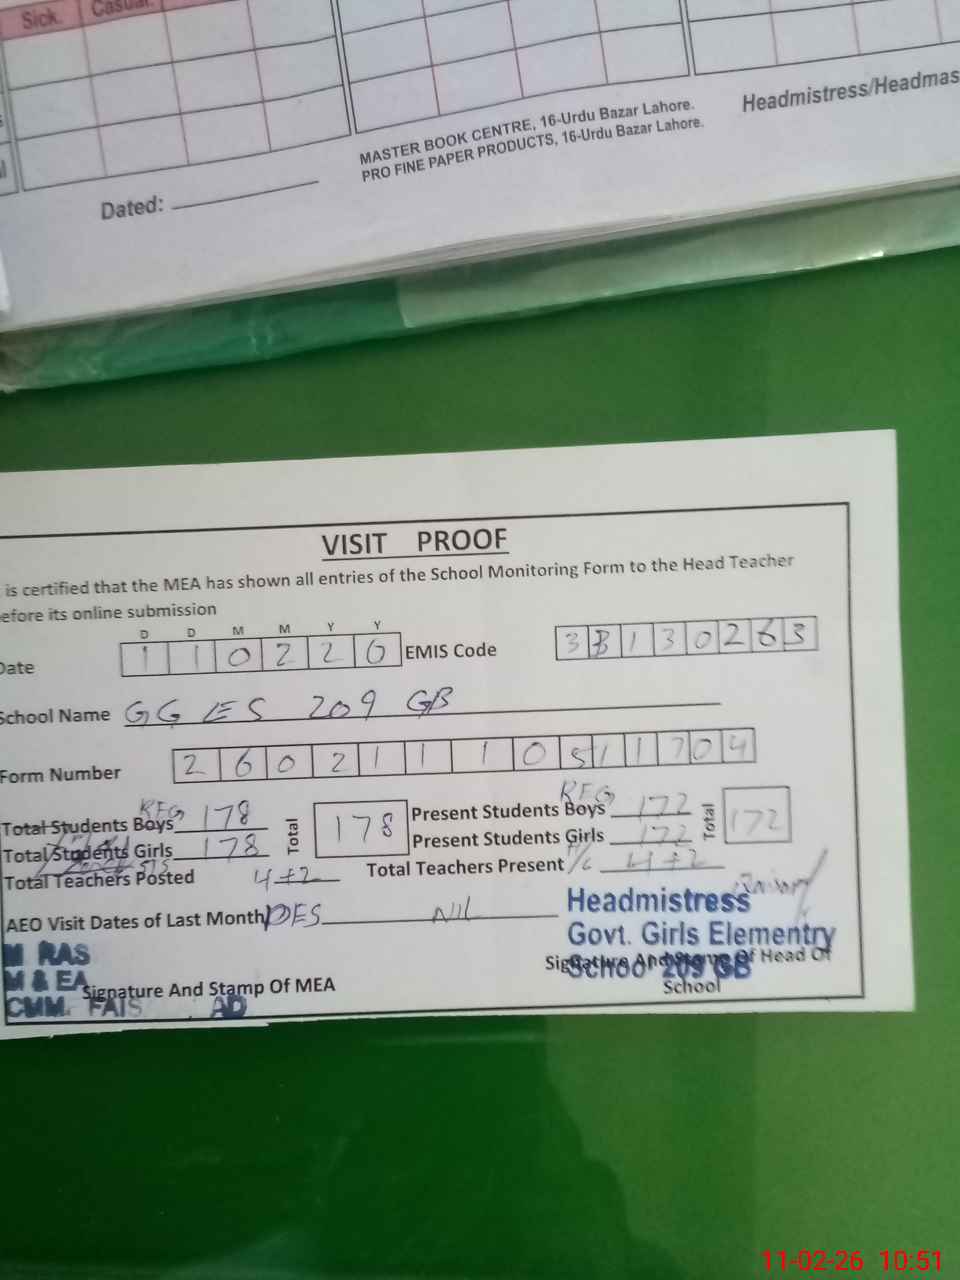 Sick. Casual.
MASTER BOOK CENTRE, 16-Urdu Bazar Lahore.
PRO FINE PAPER PRODUCTS, 16-Urdu Bazar Lahore.
Headmistress/Headmas
Dated:
VISIT PROOF
is certified that the MEA has shown all entries of the School Monitoring Form to the Head Teacher
efore its online submission
D D M M Y Y
Date 1 1 0 2 2 6 EMIS Code 3 3 1 3 0 2 6 3
School Name GGES 209 GB
Form Number 2 6 0 2 1 1 1 0 5 1 1 7 0 4
REG REG
Total Students Boys 178 Total 178 Present Students Boys 172 Total 172
Total Students Girls 178 Present Students Girls 172
Total Teachers Posted 4+2 Total Teachers Present 4+2
AEO Visit Dates of Last Month DES NIL
Headmistress
Govt. Girls Elementry
School 209 GB
Signature And Stamp Of Head Of
School
M RAS
M & EA
Signature And Stamp Of MEA
CMM. FAIS AD
11-02-26 10:51